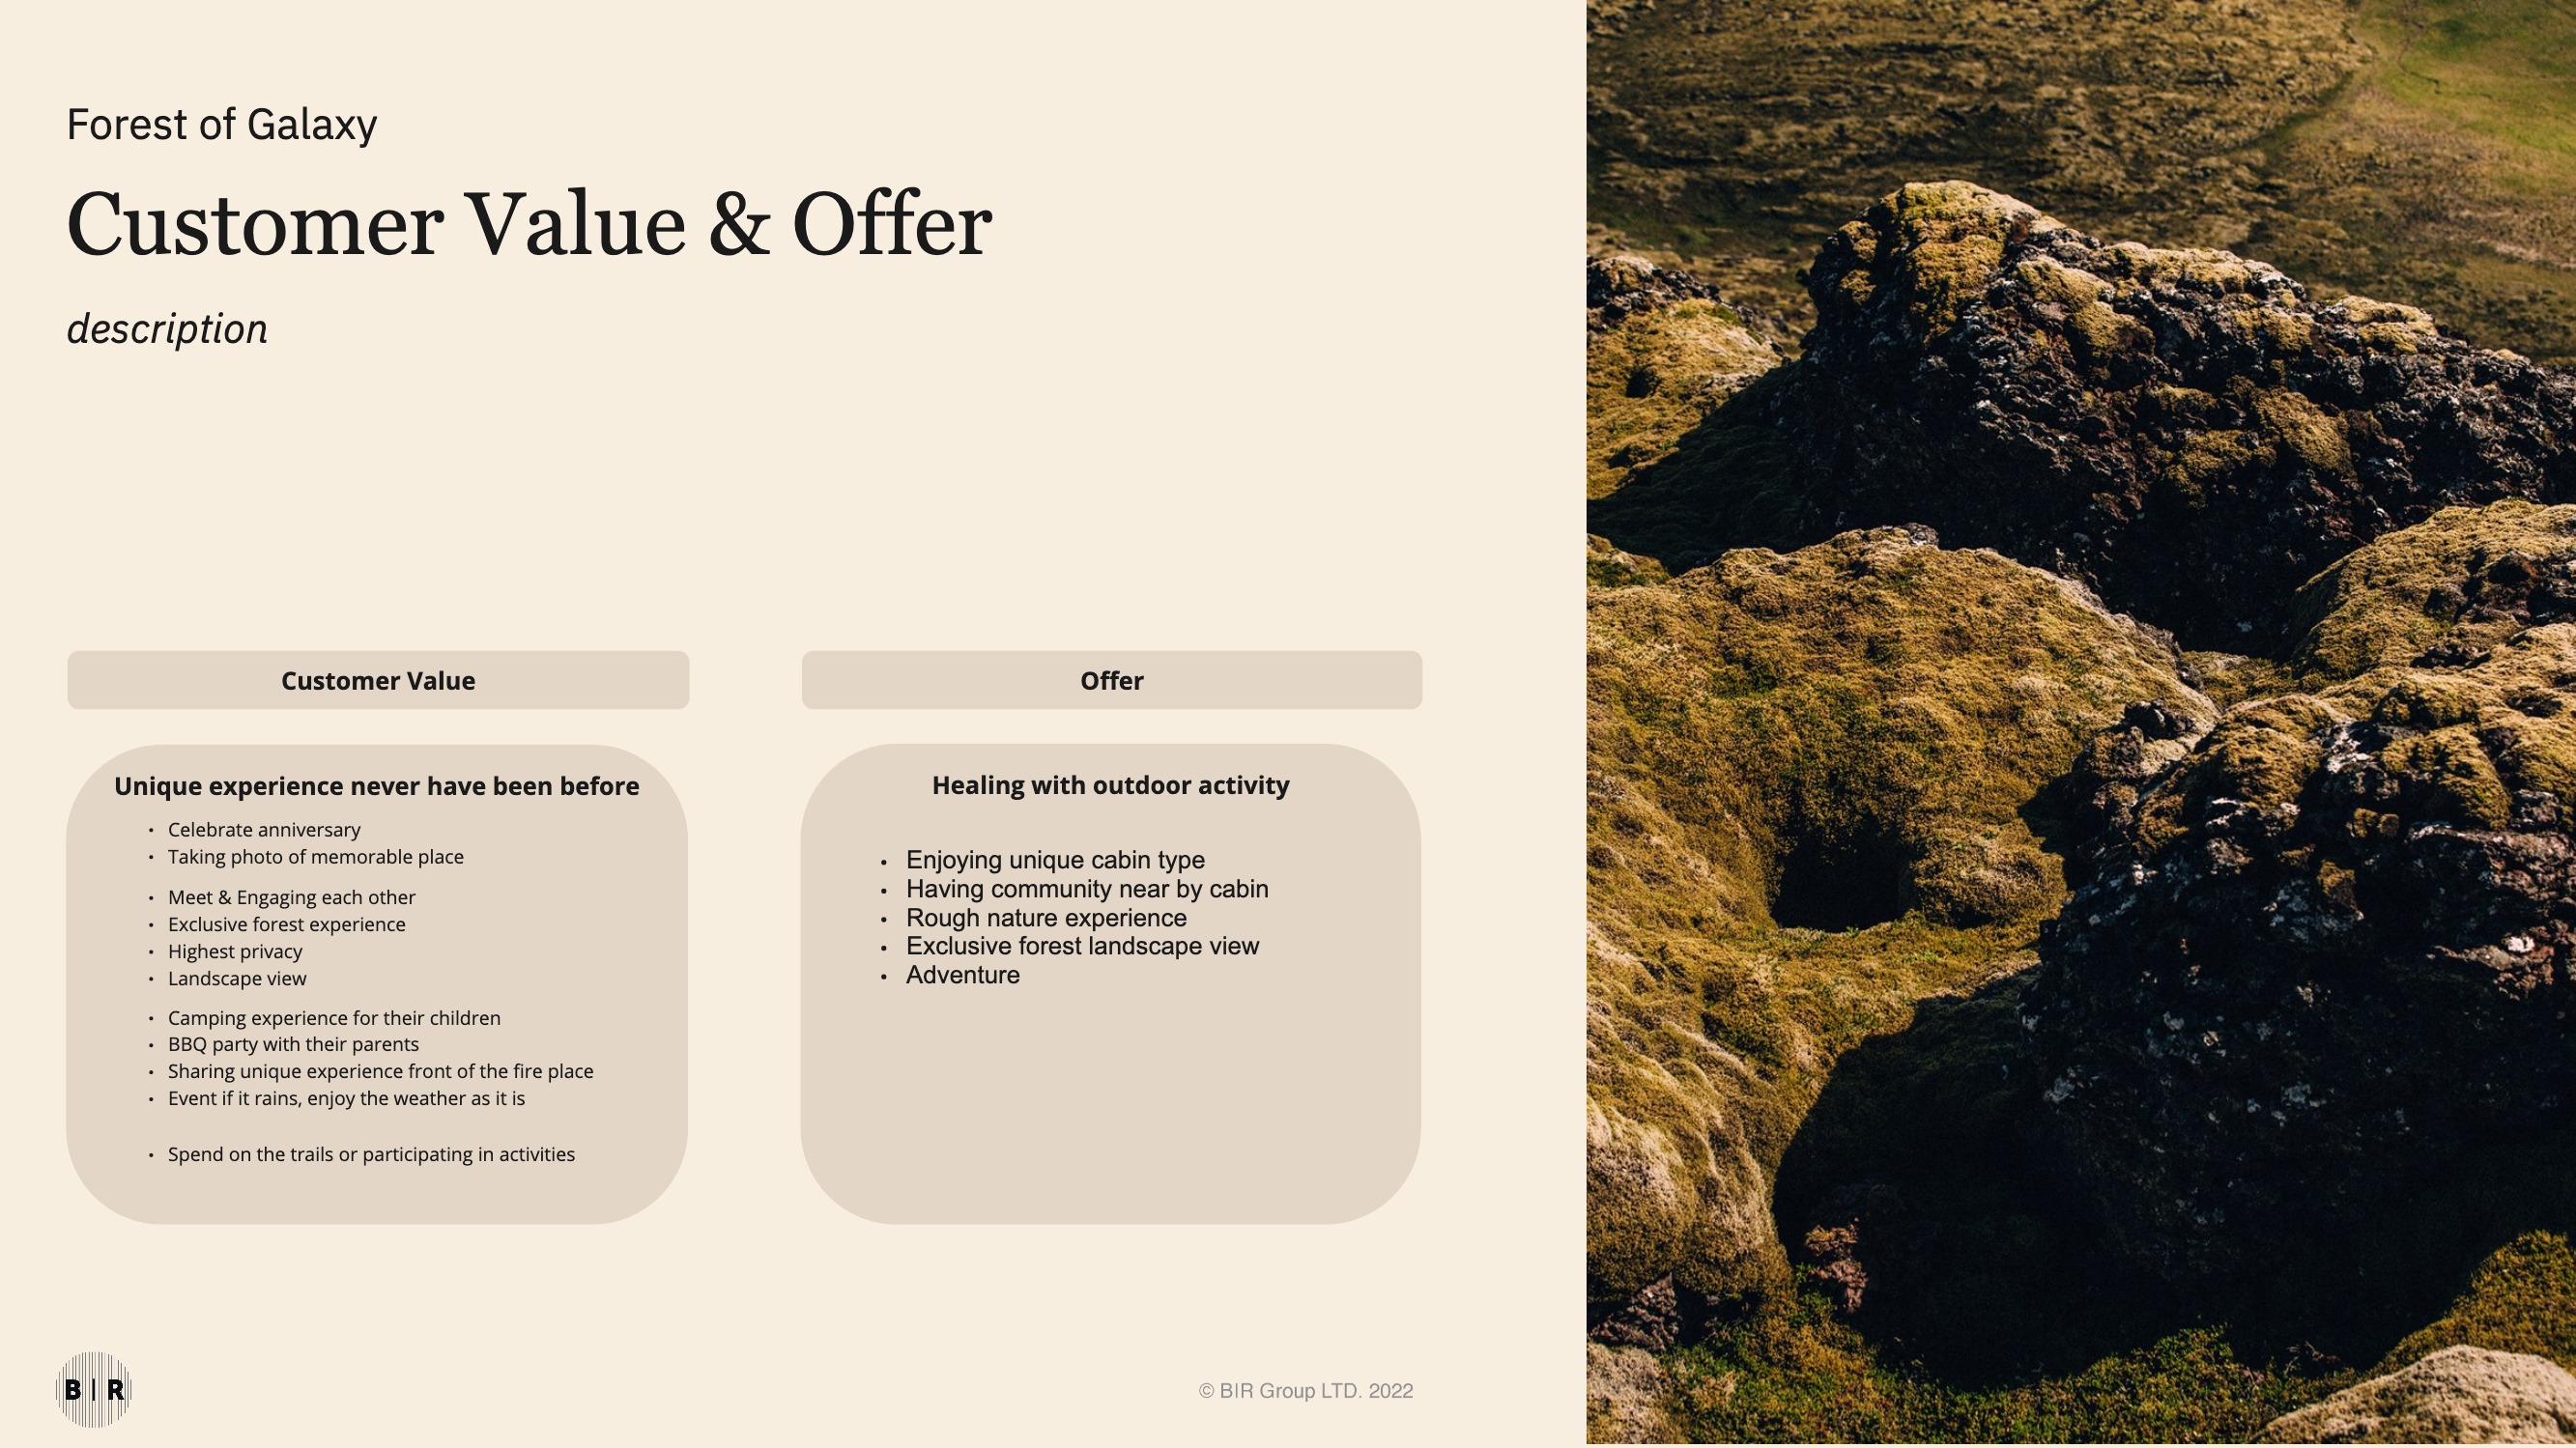 Forest of Galaxy
Customer Value & Offer
description
Customer Value
Unique experience never have been before
• Celebrate anniversary
• Taking photo of memorable place
• Meet & Engaging each other
• Exclusive forest experience
• Highest privacy
• Landscape view
• Camping experience for their children
• BBQ party with their parents
• Sharing unique experience front of the fire place
• Event if it rains, enjoy the weather as it is
• Spend on the trails or participating in activities
Offer
Healing with outdoor activity
• Enjoying unique cabin type
• Having community near by cabin
• Rough nature experience
• Exclusive forest landscape view
• Adventure
B I R
© BIR Group LTD. 2022